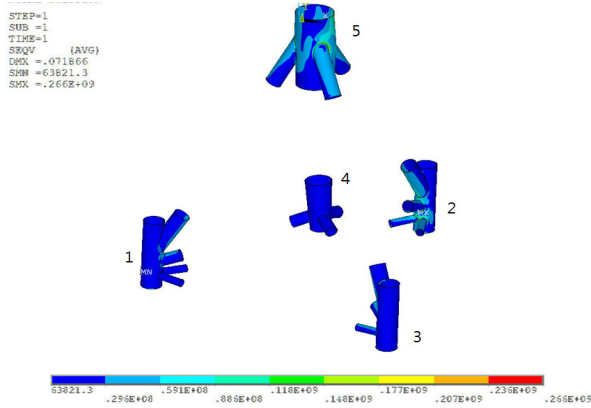 STEP=1
SUB =1
TIME=1
SEQV (AVG)
DMX =.071866
SMN =63821.3
SMX =.266E+09
5
4
2
MX
1
MN
3
63821.3 .591E+08 .118E+09 .177E+09 .236E+09
.296E+08 .886E+08 .148E+09 .207E+09 .266E+09